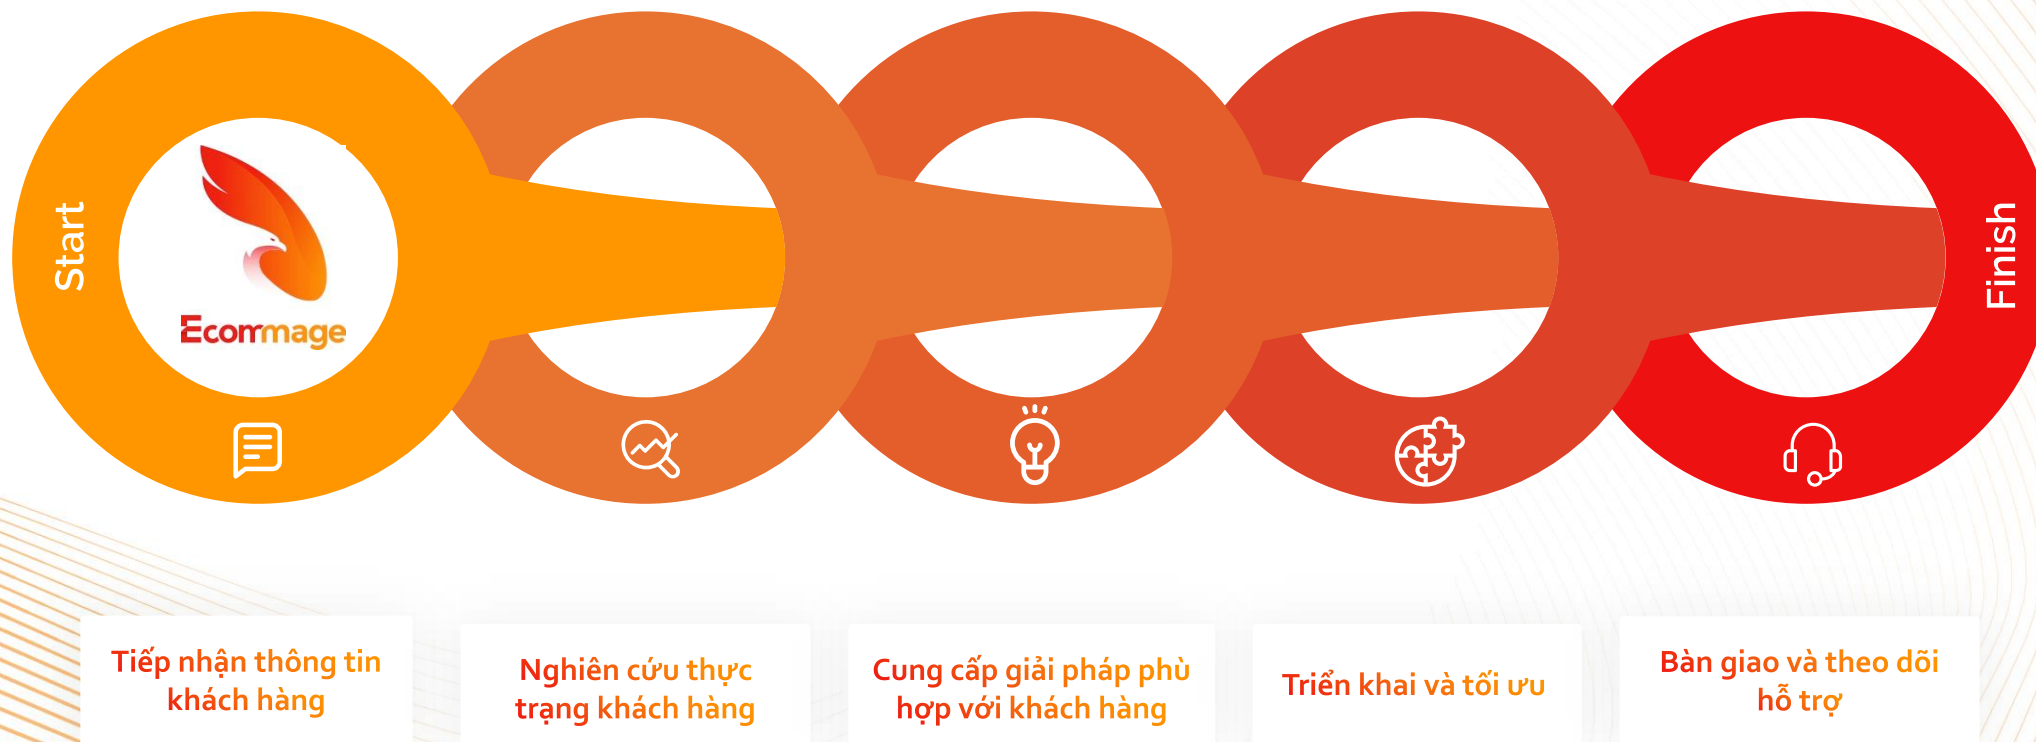 Start
Ecommage
Finish
Tiếp nhận thông tin
khách hàng
Nghiên cứu thực
trạng khách hàng
Cung cấp giải pháp phù
hợp với khách hàng
Triển khai và tối ưu
Bàn giao và theo dõi
hỗ trợ